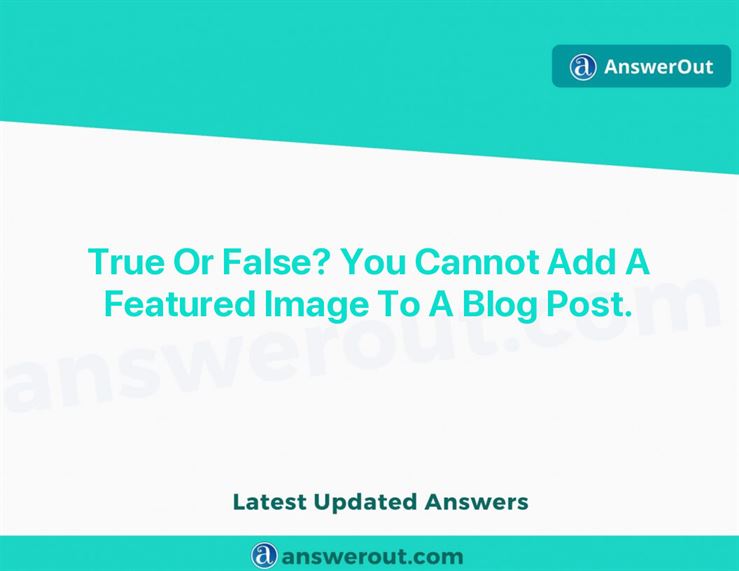 AnswerOut
True Or False? You Cannot Add A
Featured Image To A Blog Post.
answerout.com
Latest Updated Answers
answerout.com